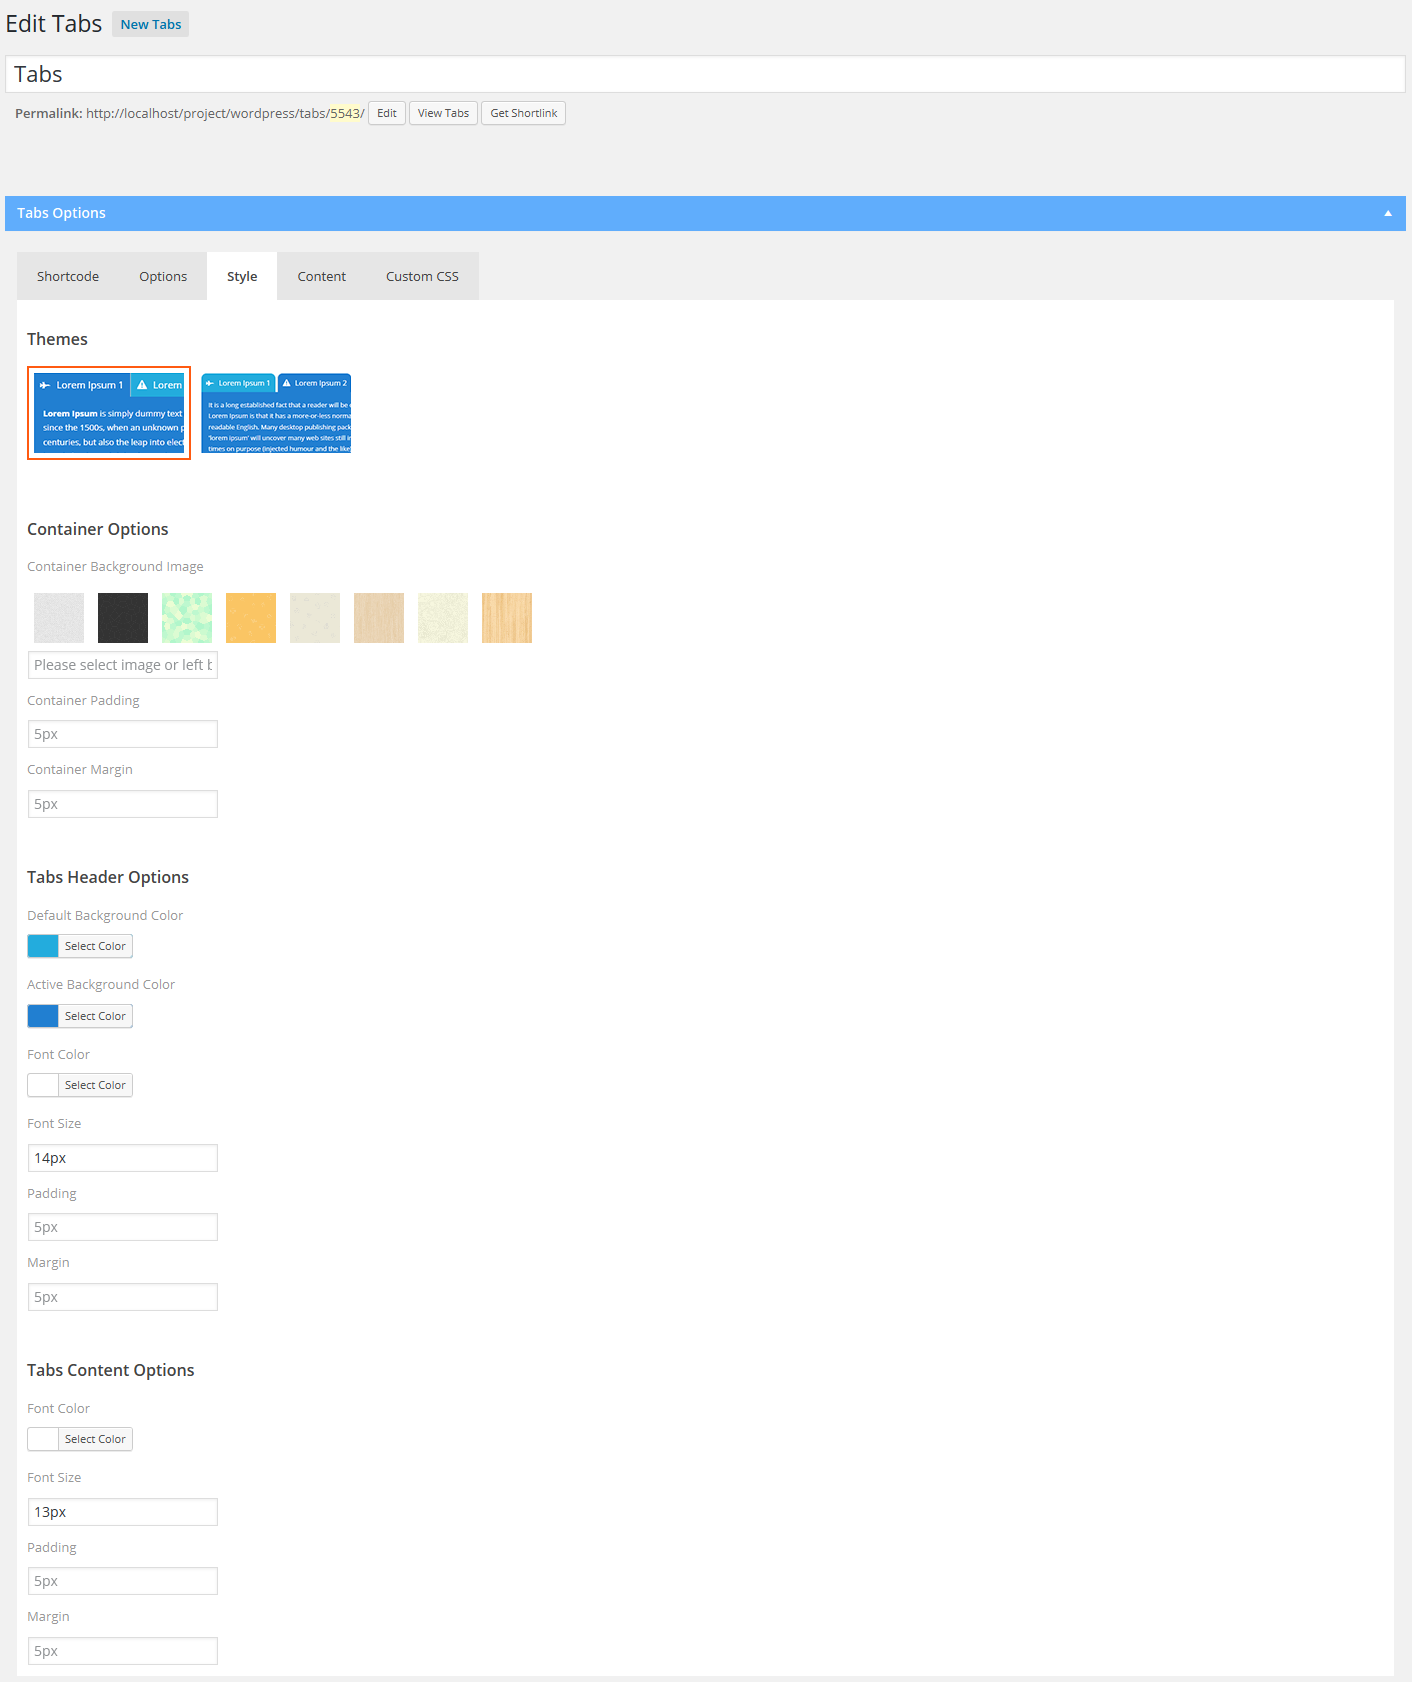 Edit Tabs New Tabs
Tabs
Permalink: http://localhost/project/wordpress/tabs/5543/ Edit View Tabs Get Shortlink
Tabs Options
Shortcode Options Style Content Custom CSS
Themes
Lorem Ipsum 1 Lorem
Lorem Ipsum is simply dummy text
since the 1500s, when an unknown p
centuries, but also the leap into elect
Lorem Ipsum 1 Lorem Ipsum 2
It is a long established fact that a reader will be
Lorem Ipsum is that it has a more-or-less norma
readable English. Many desktop publishing pack
'lorem ipsum' will uncover many web sites still in
times on purpose (injected humour and the like)
Container Options
Container Background Image
Please select image or left b
Container Padding
5px
Container Margin
5px
Tabs Header Options
Default Background Color
Select Color
Active Background Color
Select Color
Font Color
Select Color
Font Size
14px
Padding
5px
Margin
5px
Tabs Content Options
Font Color
Select Color
Font Size
13px
Padding
5px
Margin
5px